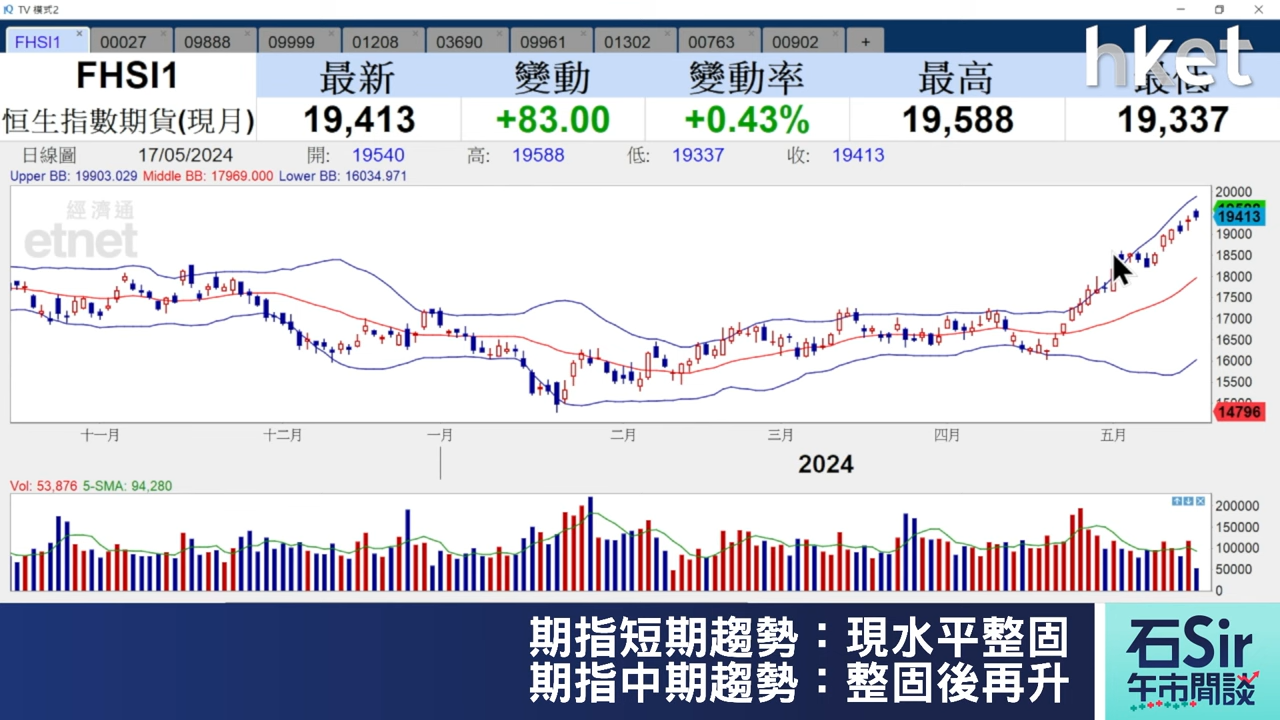 TV 模式2
FHSI1 00027 09888 09999 01208 03690 09961 01302 00763 00902 +
hket
FHSI1 最新 變動 變動率 最高 最低
恒生指數期貨(現月) 19,413 +83.00 +0.43% 19,588 19,337
日線圖 17/05/2024 開: 19540 高: 19588 低: 19337 收: 19413
Upper BB: 19903.029 Middle BB: 17969.000 Lower BB: 16034.971
經濟通
etnet
20000
19588
19413
19000
18500
18000
17500
17000
16500
16000
15500
15000
14796
十一月 十二月 一月 二月 三月 四月 五月
2024
Vol: 53,876 5-SMA: 94,280
200000
150000
100000
50000
0
期指短期趨勢：現水平整固
期指中期趨勢：整固後再升
石Sir
午市開談